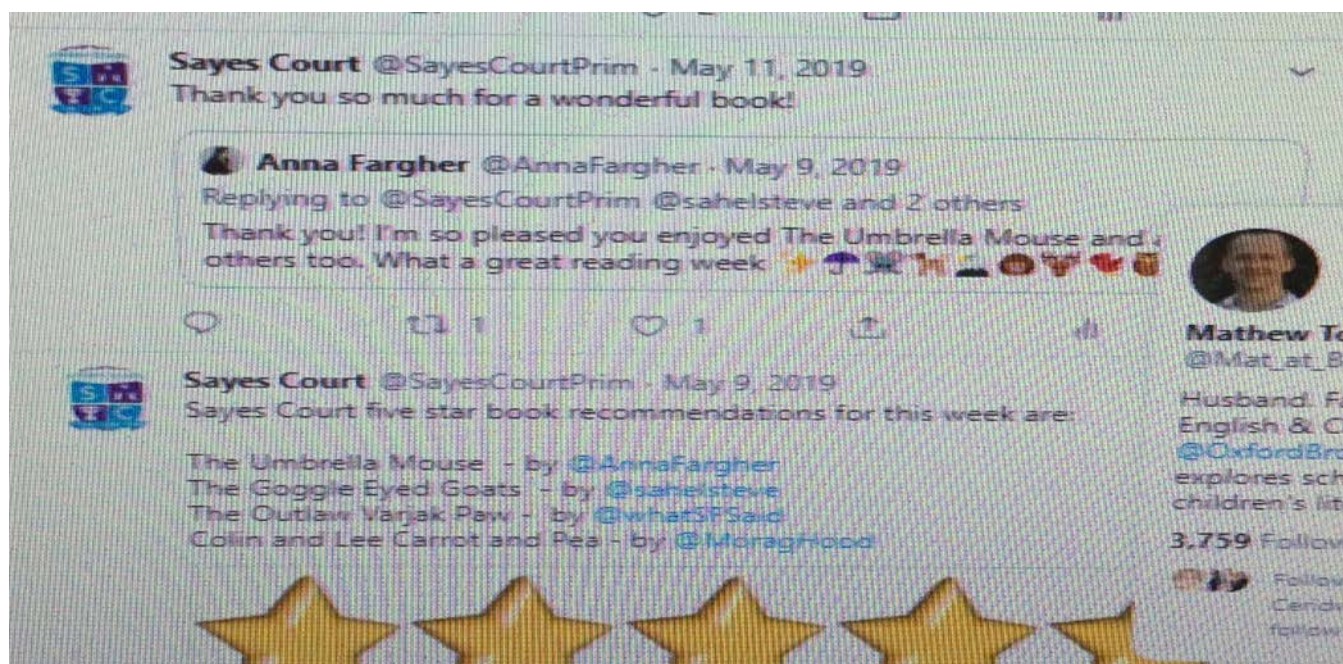 Sayes Court @SayesCourtPrim · May 11, 2019
Thank you so much for a wonderful book!
Anna Fargher @AnnaFargher · May 9, 2019
Replying to @SayesCourtPrim @sahelsteve and 2 others
Thank you! I'm so pleased you enjoyed The Umbrella Mouse and
others too. What a great reading week
1 1
Sayes Court @SayesCourtPrim · May 9, 2019
Sayes Court five star book recommendations for this week are:
The Umbrella Mouse - by @AnnaFargher
The Goggle Eyed Goats - by @sahelsteve
The Outlaw Varjak Paw - by @whatSFSaid
Colin and Lee Carrot and Pea - by @MoragHood
Mathew
@Mat_at_B
Husband.
English & C
@OxfordBro
explores sch
children's
3,759 Follow
S C
S C